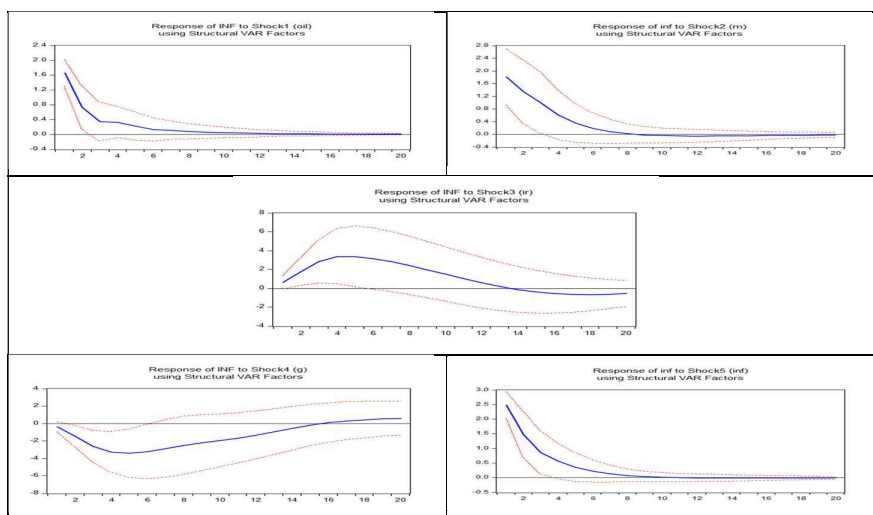 Response of INF to Shock1 (oil)
using Structural VAR Factors
2.4
2.0
1.6
1.2
0.8
0.4
0.0
-0.4
2 4 6 8 10 12 14 16 18 20
Response of inf to Shock2 (m)
using Structural VAR Factors
2.8
2.4
2.0
1.6
1.2
0.8
0.4
0.0
-0.4
2 4 6 8 10 12 14 16 18 20
Response of INF to Shock3 (ir)
using Structural VAR Factors
8
6
4
2
0
-2
-4
2 4 6 8 10 12 14 16 18 20
Response of INF to Shock4 (g)
using Structural VAR Factors
4
2
0
-2
-4
-6
-8
2 4 6 8 10 12 14 16 18 20
Response of inf to Shock5 (inf)
using Structural VAR Factors
3.0
2.5
2.0
1.5
1.0
0.5
0.0
-0.5
2 4 6 8 10 12 14 16 18 20